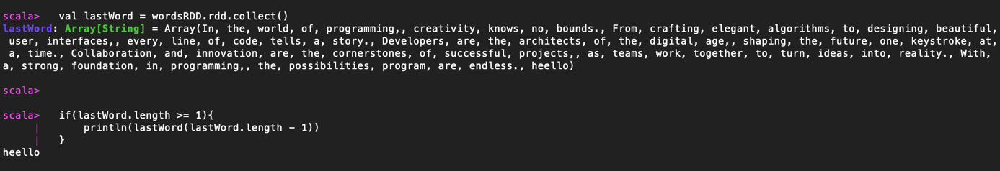 scala>   val lastWord = wordsRDD.rdd.collect()
lastWord: Array[String] = Array(In, the, world, of, programming,, creativity, knows, no, bounds., From, crafting, elegant, algorithms, to, designing, beautiful,
 user, interfaces,, every, line, of, code, tells, a, story., Developers, are, the, architects, of, the, digital, age,, shaping, the, future, one, keystroke, at,
 a, time., Collaboration, and, innovation, are, the, cornerstones, of, successful, projects,, as, teams, work, together, to, turn, ideas, into, reality., With,
a, strong, foundation, in, programming,, the, possibilities, program, are, endless., heello)
scala>
scala>   if(lastWord.length >= 1){
     |       println(lastWord(lastWord.length - 1))
     |   }
heello